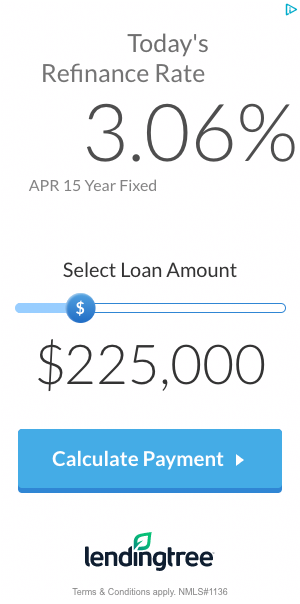 Today's
Refinance Rate
3.06%
APR 15 Year Fixed
Select Loan Amount
$
$225,000
Calculate Payment
lendingtree
Terms & Conditions apply. NMLS#1136